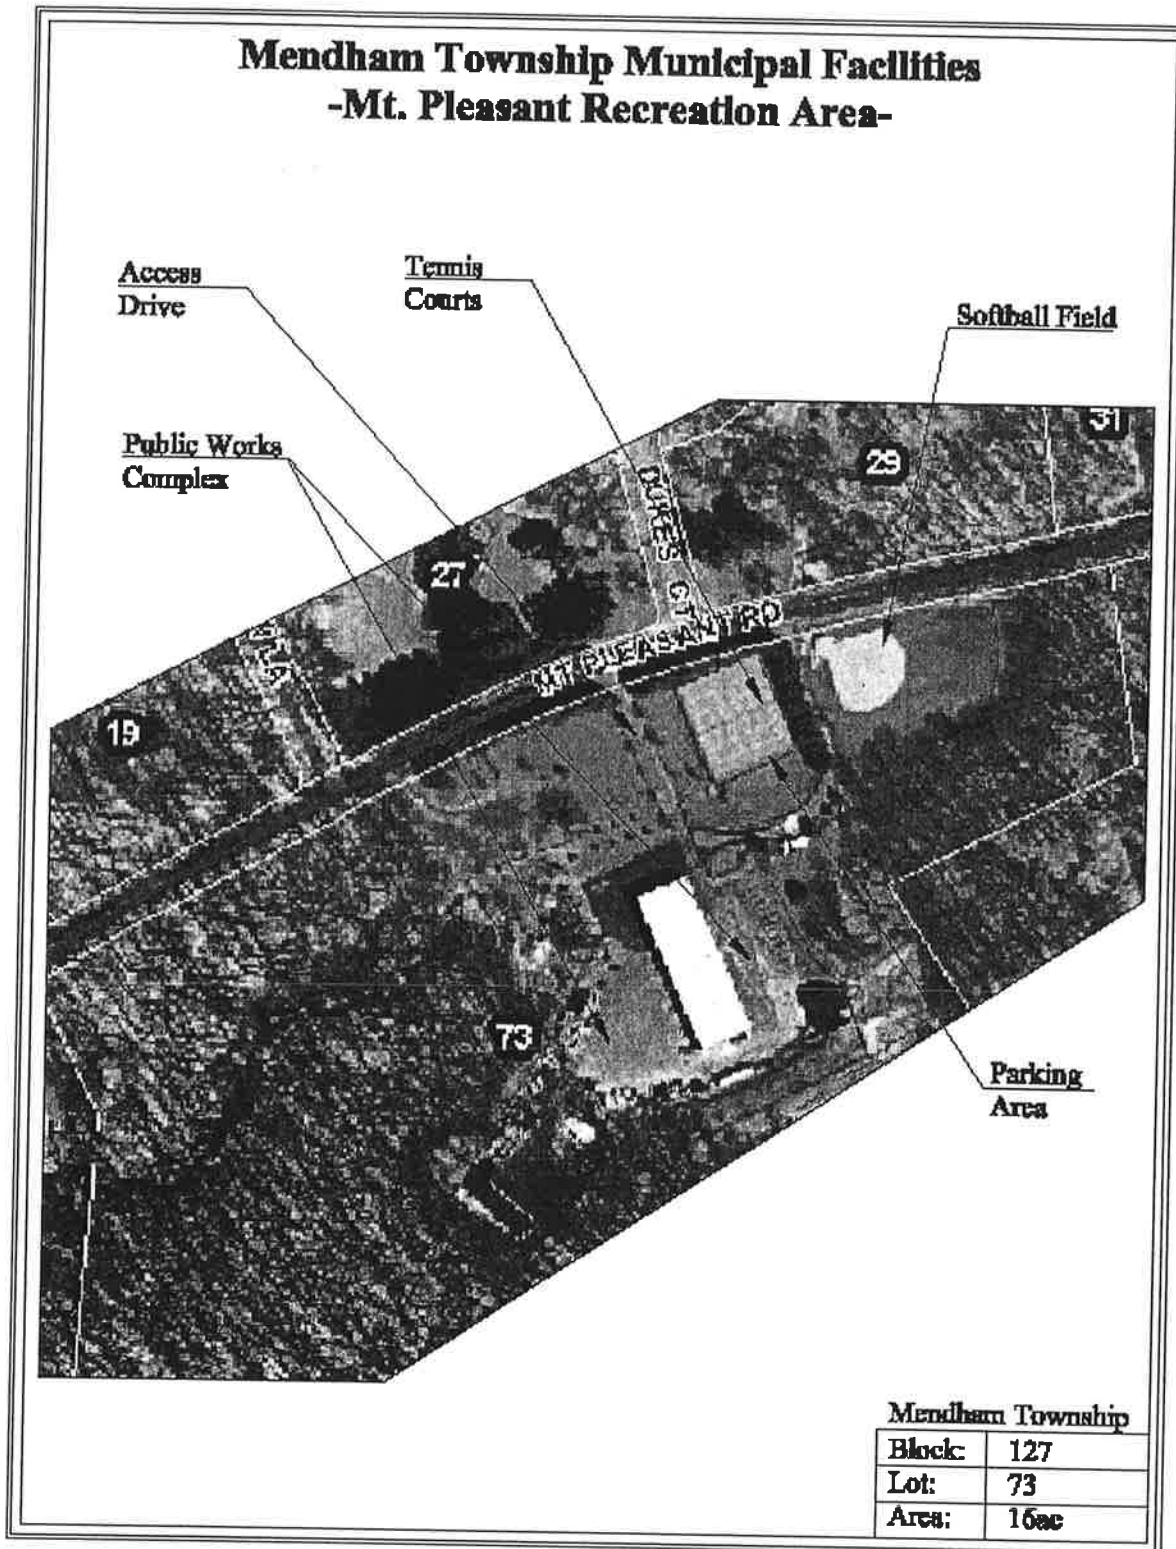 Mendham Township Municipal Facilities
-Mt. Pleasant Recreation Area-
Access
Drive
Tennis
Courts
Softball Field
Public Works
Complex
31
29
27
DUKES CT
MT PLEASANT RD
19
73
Parking
Area
Mendham Township
Block: 127
Lot: 73
Area: 16ac